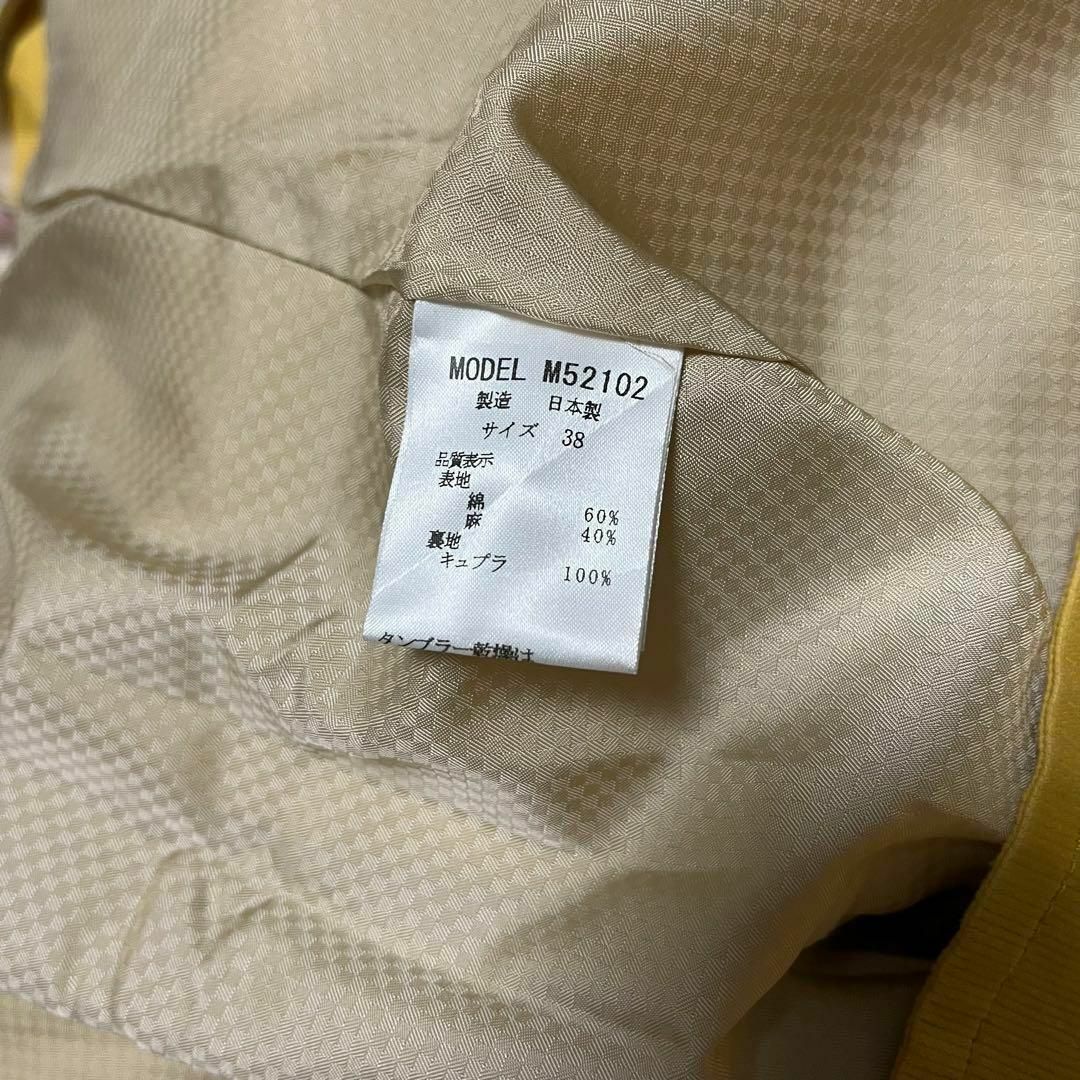 MODEL M52102
製造 日本製
サイズ 38
品質表示
表地
綿 60%
麻 40%
裏地
キュプラ 100%
タンブラー乾燥は